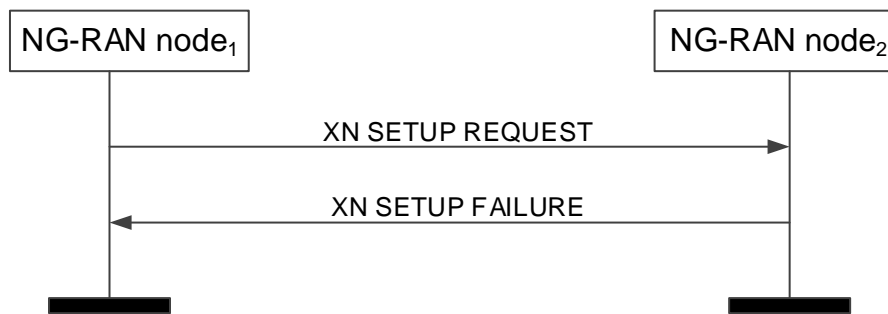 NG-RAN node₁
NG-RAN node₂
XN SETUP REQUEST
XN SETUP FAILURE